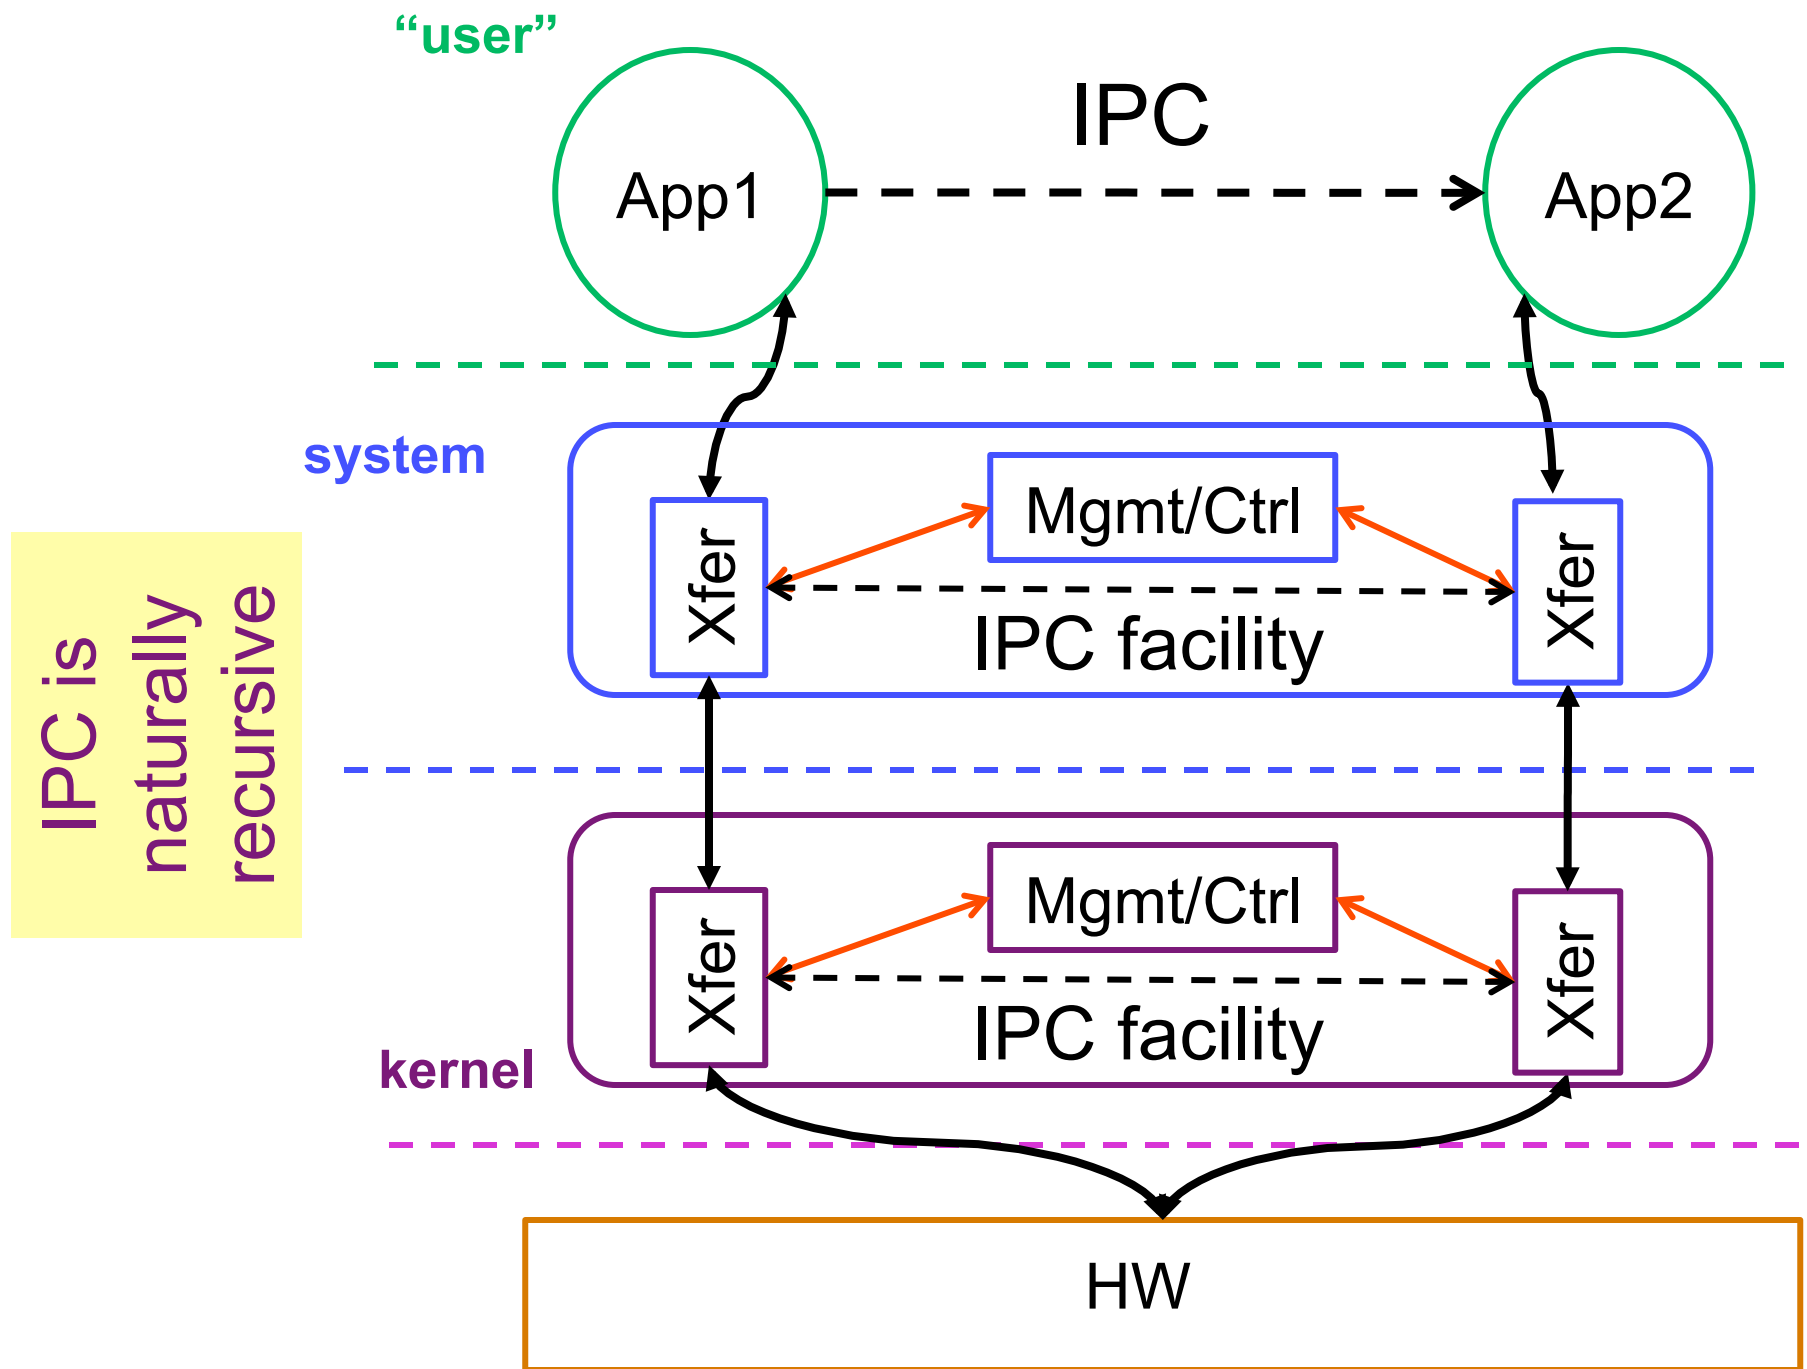 “user”
IPC
App1
App2
system
Mgmt/Ctrl
Xfer
Xfer
IPC facility
IPC is
naturally
recursive
Mgmt/Ctrl
Xfer
Xfer
IPC facility
kernel
HW